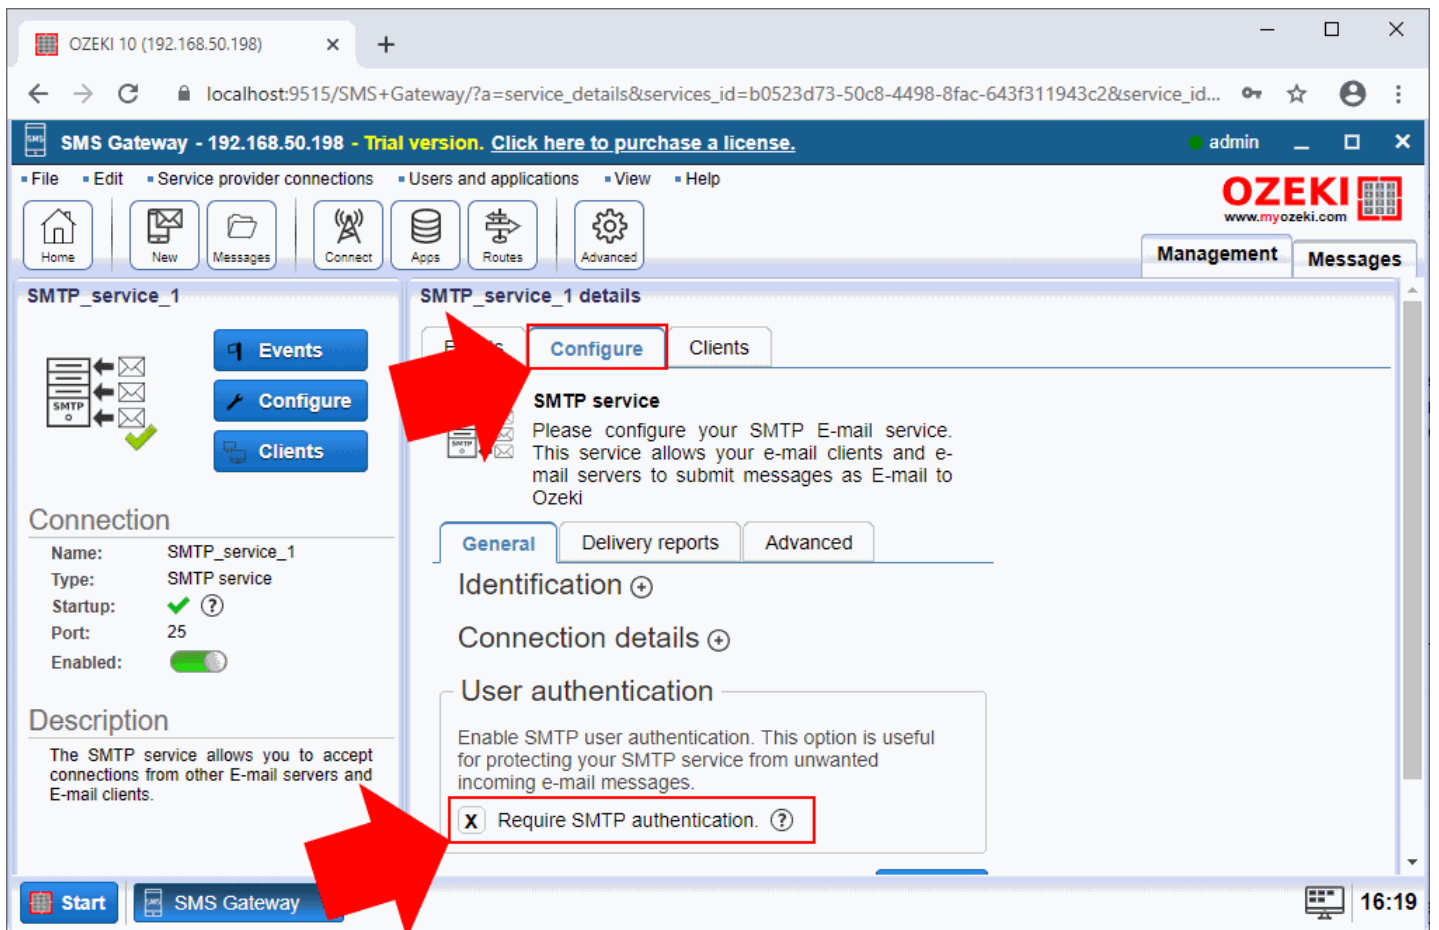 OZEKI 10 (192.168.50.198)
localhost:9515/SMS+Gateway/?a=service_details&services_id=b0523d73-50c8-4498-8fac-643f311943c2&service_id...
SMS Gateway - 192.168.50.198 - Trial version. Click here to purchase a license.
admin
File Edit Service provider connections Users and applications View Help
OZEKI
www.myozeki.com
Home New Messages Connect Apps Routes Advanced
Management Messages
SMTP_service_1
Events
Configure
Clients
SMTP
Connection
Name: SMTP_service_1
Type: SMTP service
Startup:
Port: 25
Enabled:
Description
The SMTP service allows you to accept
connections from other E-mail servers and
E-mail clients.
SMTP_service_1 details
Configure Clients
SMTP service
Please configure your SMTP E-mail service.
This service allows your e-mail clients and e-
mail servers to submit messages as E-mail to
Ozeki
SMTP
General Delivery reports Advanced
Identification
Connection details
User authentication
Enable SMTP user authentication. This option is useful
for protecting your SMTP service from unwanted
incoming e-mail messages.
X Require SMTP authentication. ?
Start SMS Gateway 16:19